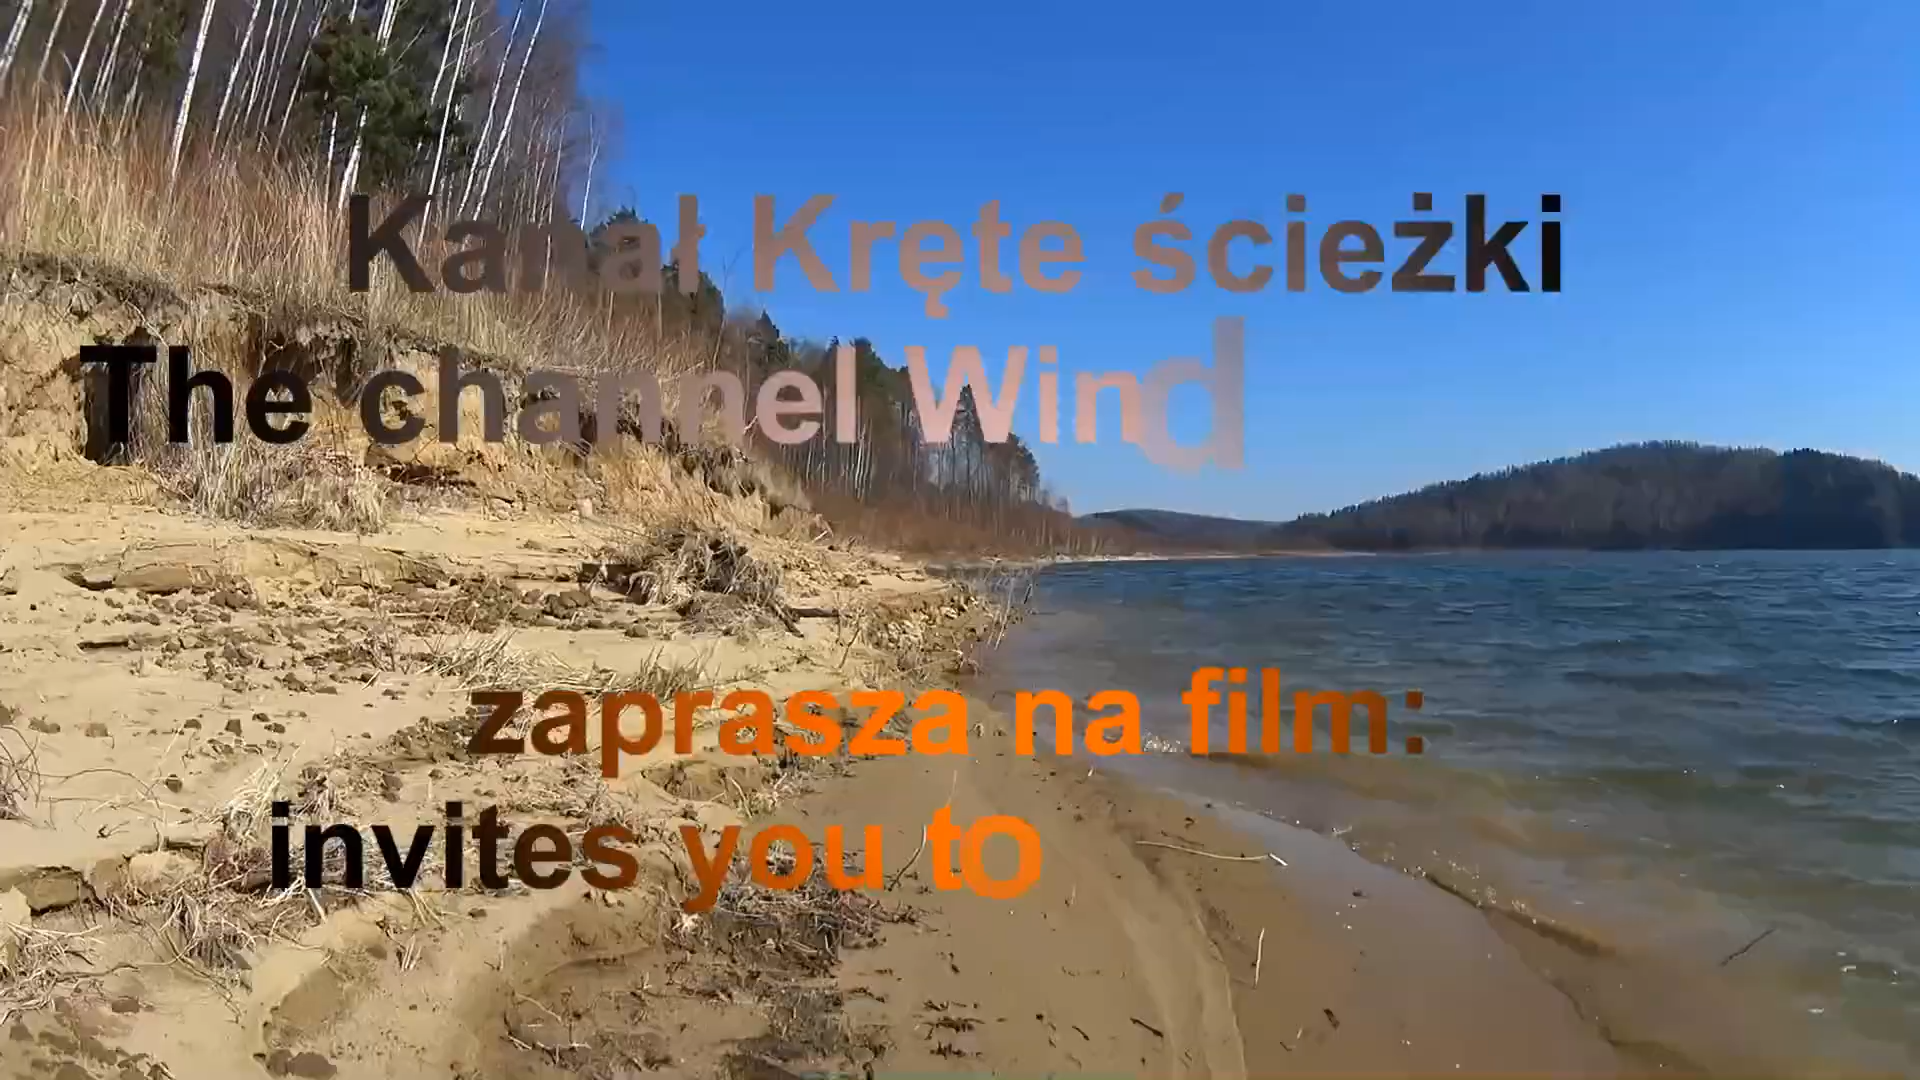 Kanał Kręte ścieżki
The channel Wind
zaprasza na film:
invites you to